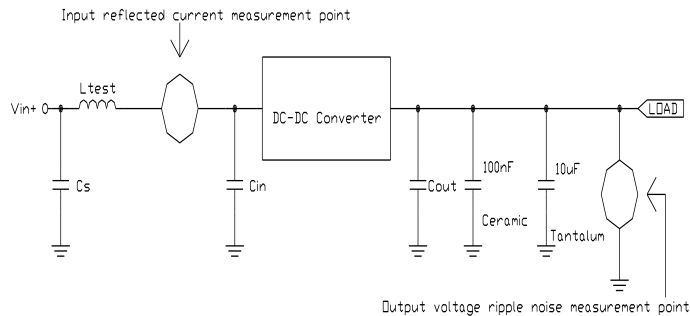 Input reflected current measurement point
Ltest
Vin+
LOAD
DC-DC Converter
100nF
10uF
Cs
Cin
Cout
Ceramic
Tantalum
Output voltage ripple noise measurement point